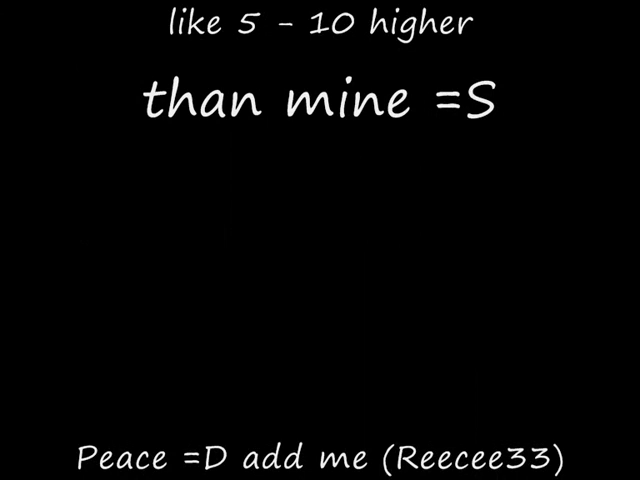 like 5 - 10 higher
than mine =S
Peace =D add me (Reecee33)